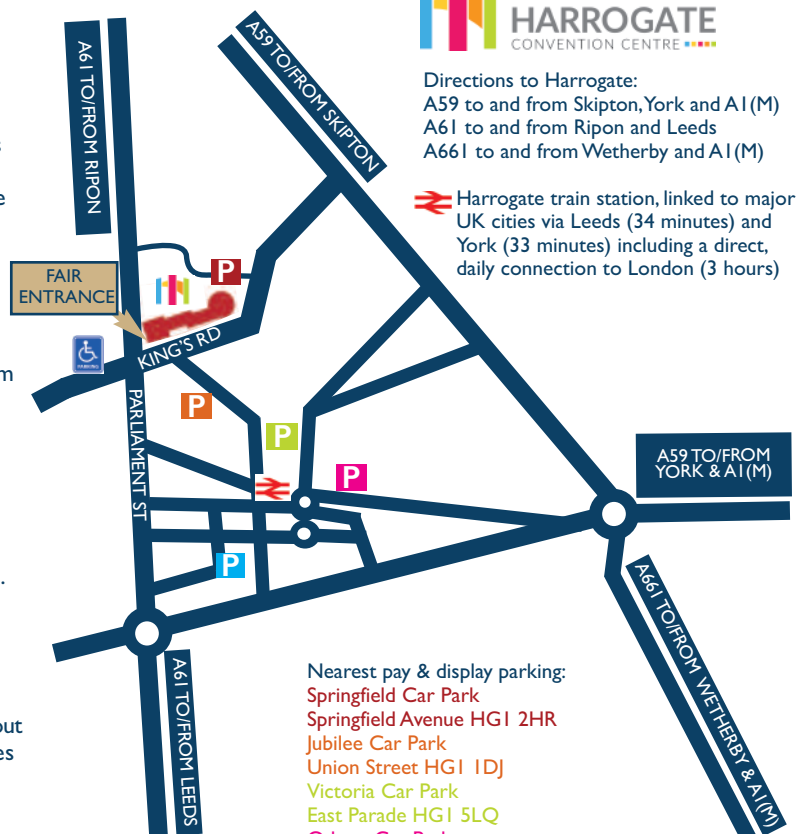 HARROGATE
CONVENTION CENTRE
Directions to Harrogate:
A59 to and from Skipton, York and A1(M)
A61 to and from Ripon and Leeds
A661 to and from Wetherby and A1(M)
Harrogate train station, linked to major
UK cities via Leeds (34 minutes) and
York (33 minutes) including a direct,
daily connection to London (3 hours)
A61 TO/FROM RIPON
A59 TO/FROM SKIPTON
P
FAIR
ENTRANCE
PARKING
KING'S RD
P
PARLIAMENT ST
P
P
A59 TO/FROM
YORK & A1(M)
P
A661 TO/FROM WETHERBY & A1(M)
A61 TO/FROM LEEDS
Nearest pay & display parking:
Springfield Car Park
Springfield Avenue HG1 2HR
Jubilee Car Park
Union Street HG1 1DJ
Victoria Car Park
East Parade HG1 5LQ
Car Park